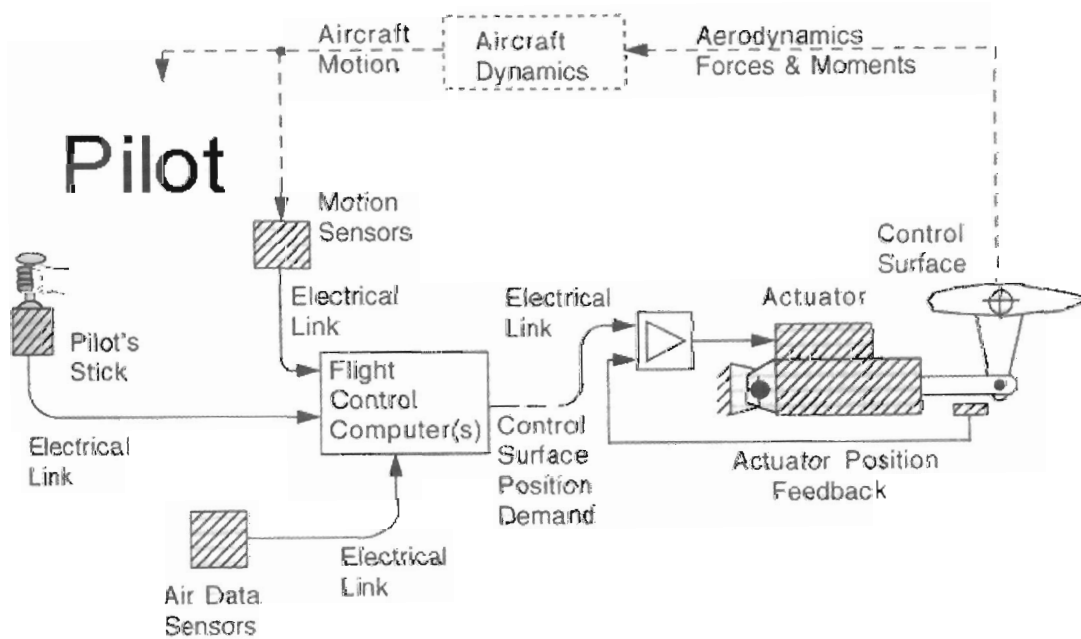 Aircraft
Motion
Aircraft
Dynamics
Aerodynamics
Forces & Moments
Pilot
Motion
Sensors
Control
Surface
Electrical
Link
Electrical
Link
Actuator
Pilot's
Stick
Flight
Control
Computer(s)
Electrical
Link
Control
Surface
Position
Demand
Actuator Position
Feedback
Electrical
Link
Air Data
Sensors